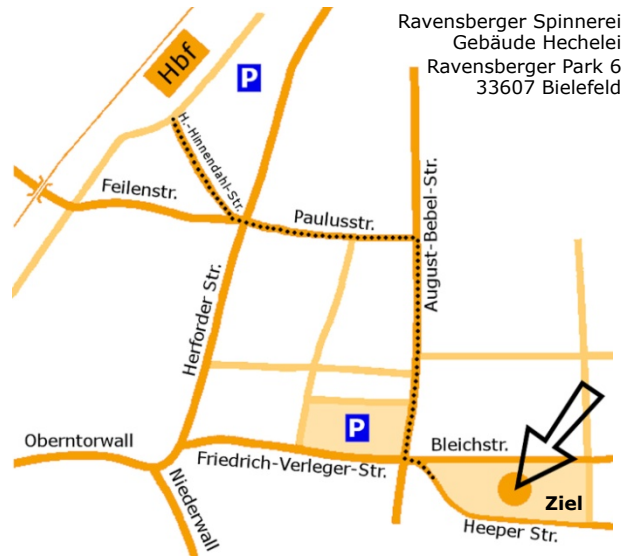 Ravensberger Spinnerei
Gebäude Hechelei
Ravensberger Park 6
33607 Bielefeld
Hbf
P
H.-Hinnendahl-Str.
Feilenstr.
Paulusstr.
August-Bebel-Str.
Herforder Str.
P
Oberntorwall
Bleichstr.
Friedrich-Verleger-Str.
Niederwall
Ziel
Heeper Str.